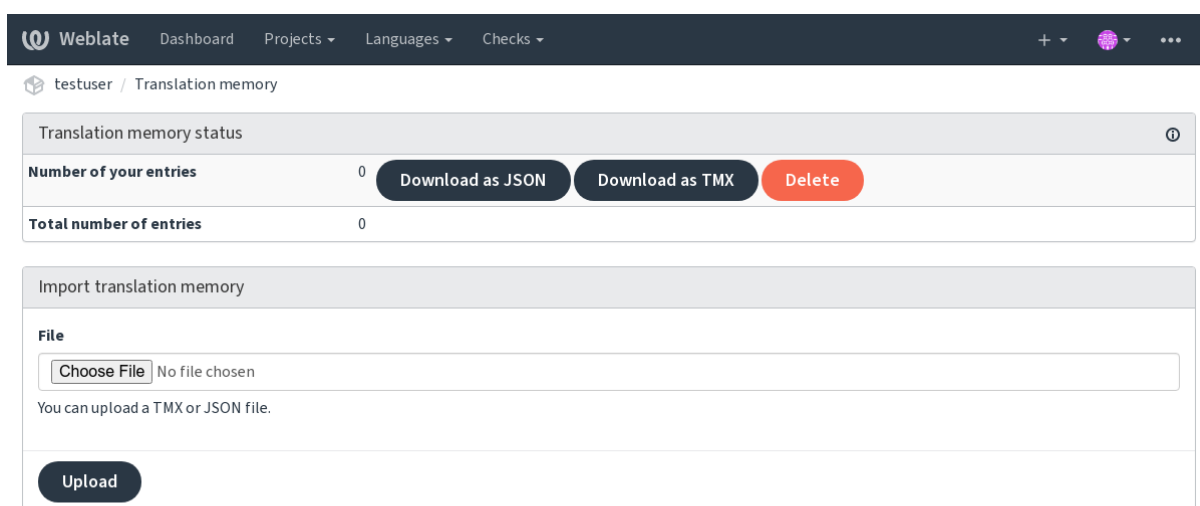 Weblate Dashboard Projects Languages Checks
testuser / Translation memory
Translation memory status
Number of your entries 0 Download as JSON Download as TMX Delete
Total number of entries 0
Import translation memory
File
Choose File No file chosen
You can upload a TMX or JSON file.
Upload